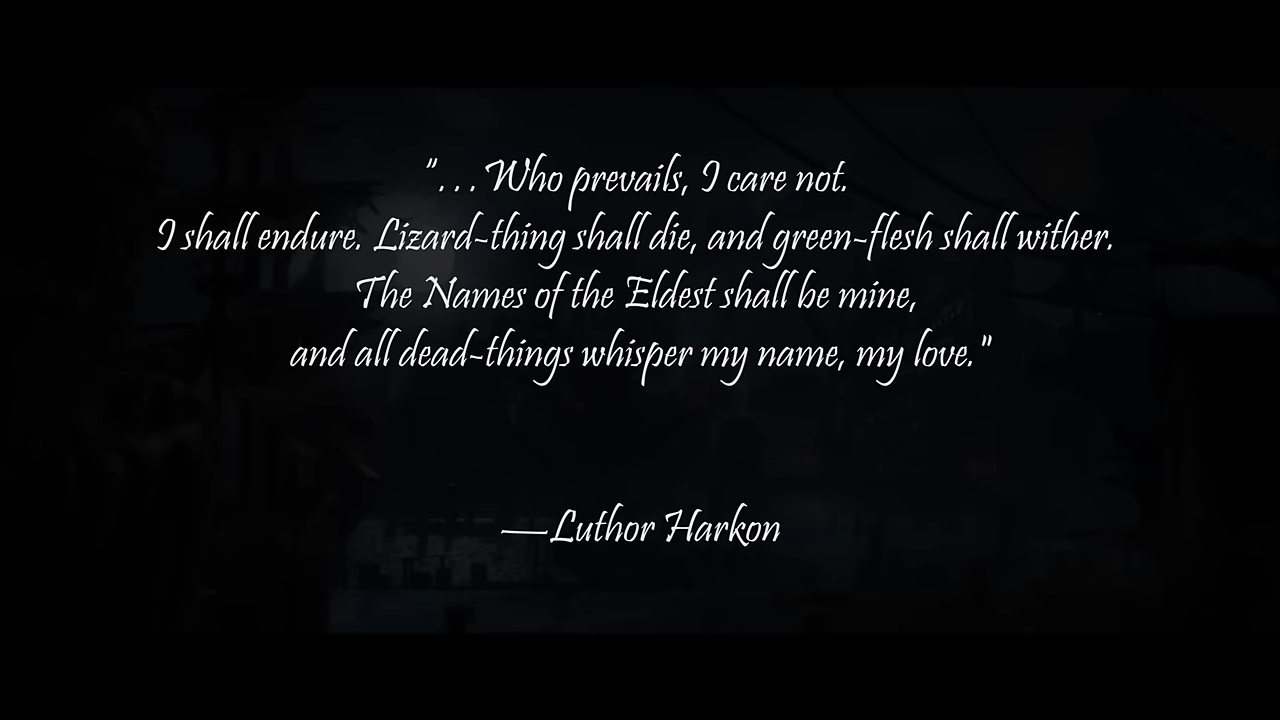 "...Who prevails, I care not.
I shall endure. Lizard-thing shall die, and green-flesh shall wither.
The Names of the Eldest shall be mine,
and all dead-things whisper my name, my love."
—Luthor Harkon